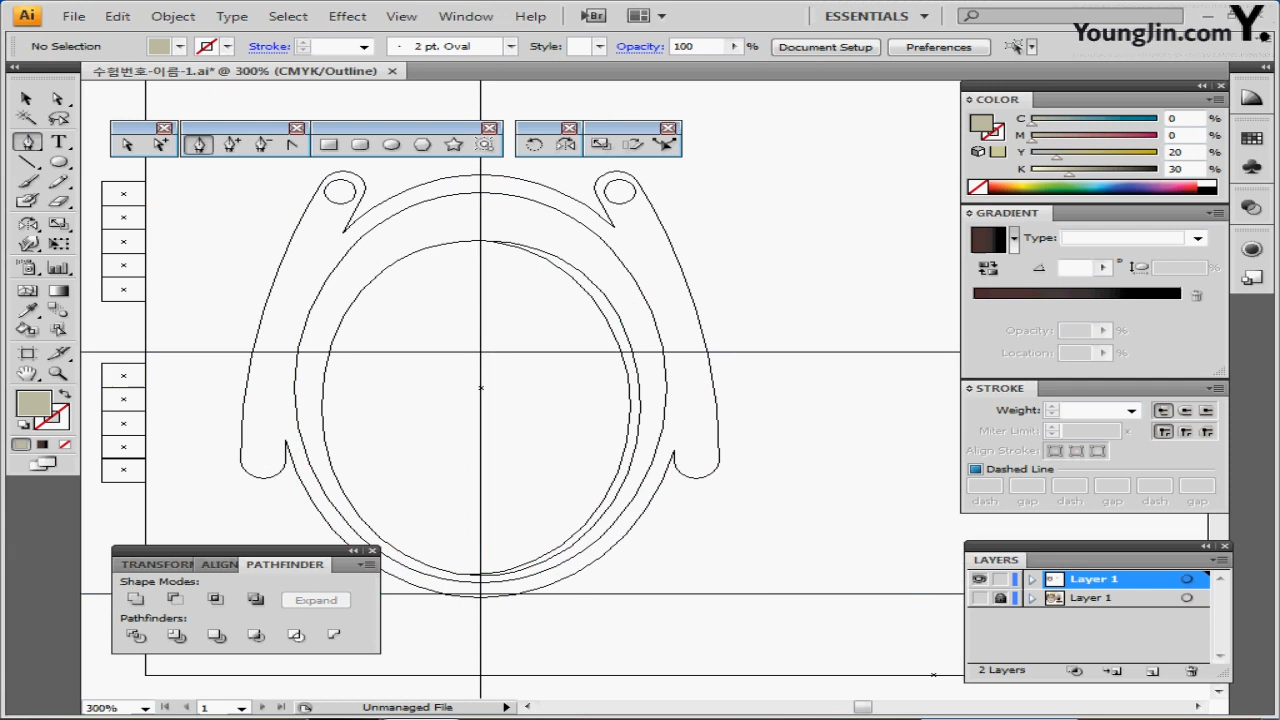 Ai File Edit Object Type Select Effect View Window Help Br ESSENTIALS
YoungJin.com Y.
No Selection Stroke: 2 pt. Oval Style: Opacity: 100 % Document Setup Preferences
수험번호-이름-1.ai* @ 300% (CMYK/Outline)
COLOR
C 0 %
M 0 %
Y 20 %
K 30 %
GRADIENT
Type:
° %
Opacity: %
Location: %
STROKE
Weight:
Miter Limit: x
Align Stroke:
Dashed Line
dash gap dash gap dash gap
TRANSFORM ALIGN PATHFINDER
Shape Modes:
Expand
Pathfinders:
LAYERS
Layer 1
Layer 1
2 Layers
300% 1 Unmanaged File